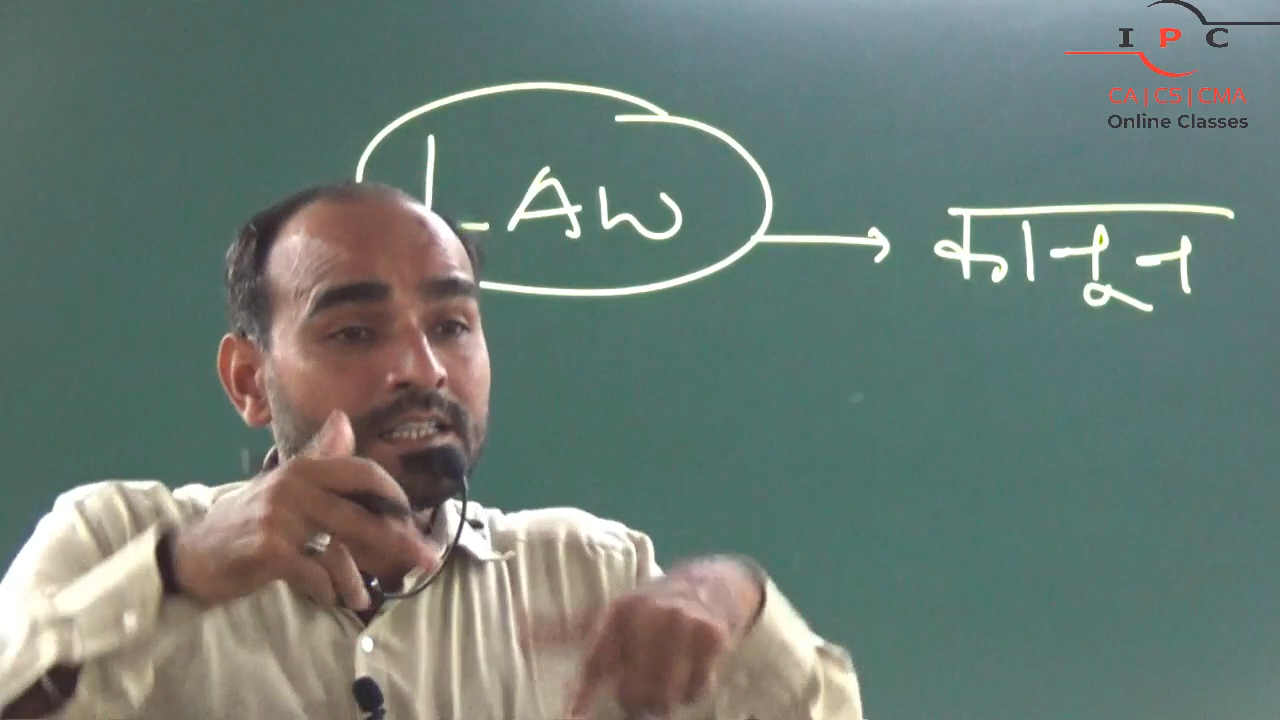 I P C
CA | CS | CMA
Online Classes
LAW
कानून